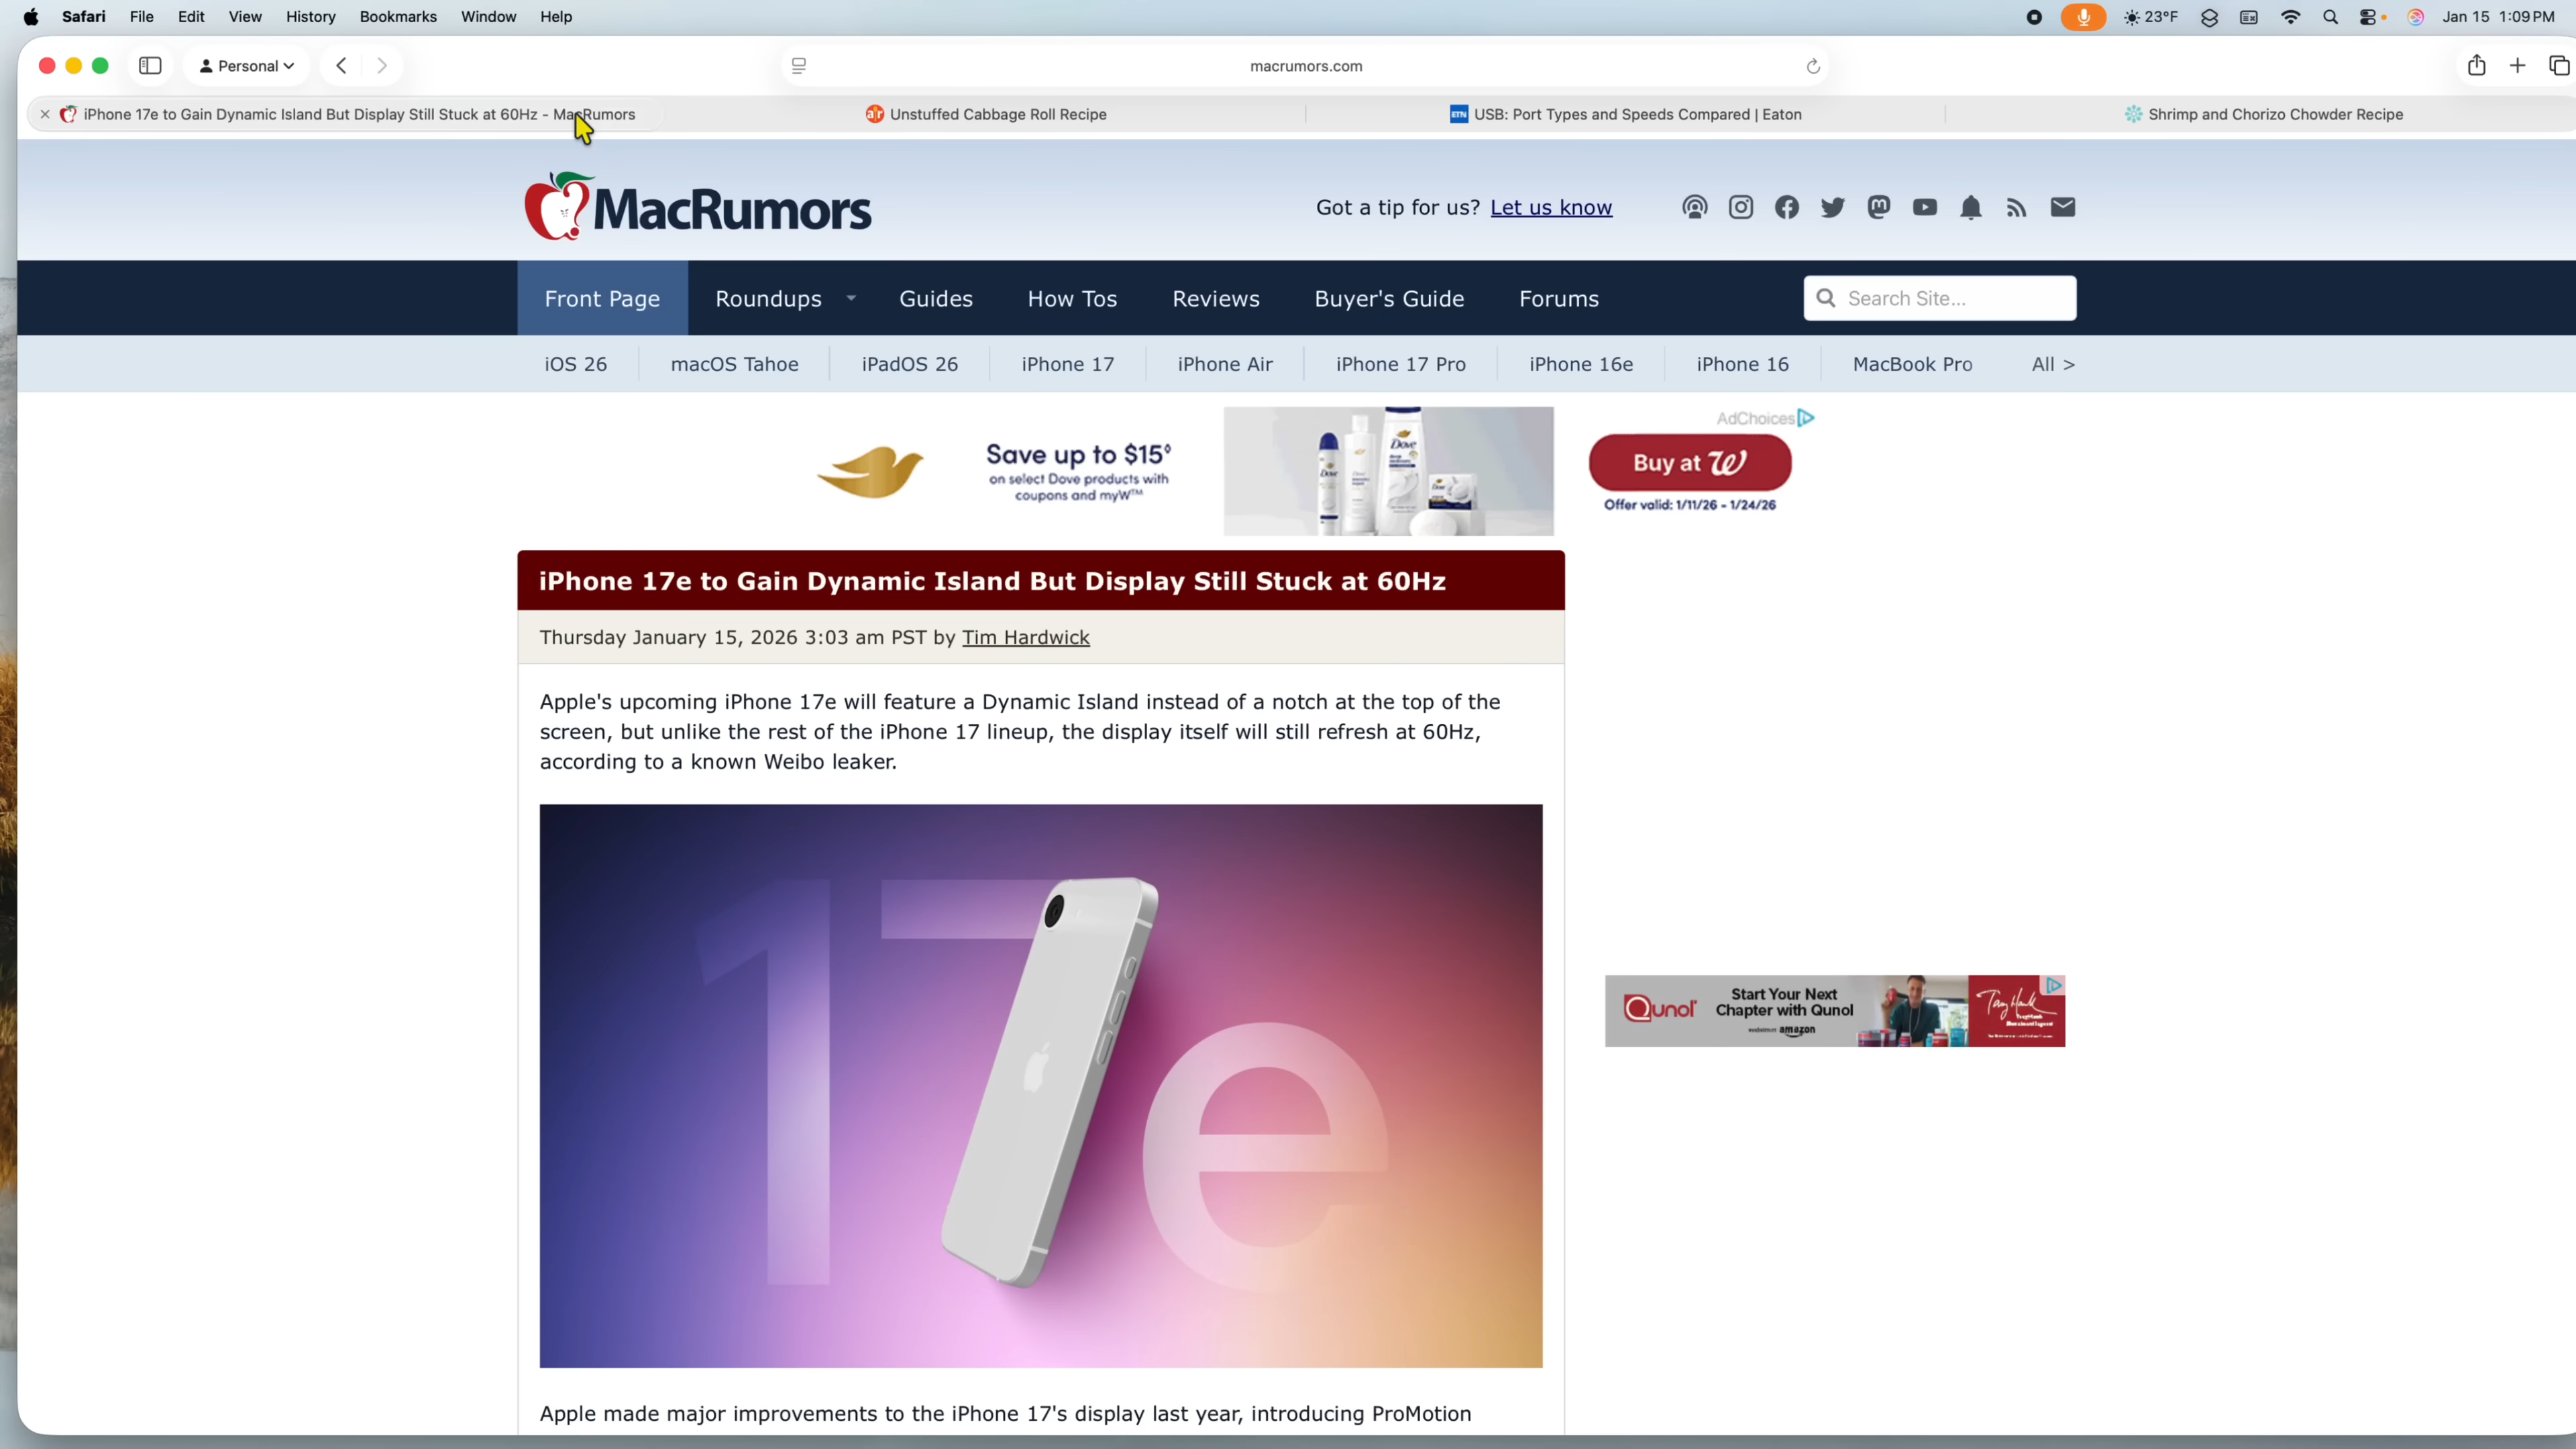 Safari File Edit View History Bookmarks Window Help 23°F Jan 15 1:09 PM
Personal macrumors.com
iPhone 17e to Gain Dynamic Island But Display Still Stuck at 60Hz - MacRumors
Unstuffed Cabbage Roll Recipe
ETN USB: Port Types and Speeds Compared | Eaton
Shrimp and Chorizo Chowder Recipe
MacRumors
Got a tip for us? Let us know
Front Page Roundups Guides How Tos Reviews Buyer's Guide Forums Search Site...
iOS 26 macOS Tahoe iPadOS 26 iPhone 17 iPhone Air iPhone 17 Pro iPhone 16e iPhone 16 MacBook Pro All >
AdChoices
Save up to $15◊
on select Dove products with
coupons and myW™
Dove
Buy at W
Offer valid: 1/11/26 - 1/24/26
iPhone 17e to Gain Dynamic Island But Display Still Stuck at 60Hz
Thursday January 15, 2026 3:03 am PST by Tim Hardwick
Apple's upcoming iPhone 17e will feature a Dynamic Island instead of a notch at the top of the
screen, but unlike the rest of the iPhone 17 lineup, the display itself will still refresh at 60Hz,
according to a known Weibo leaker.
17e
Qunol
Start Your Next
Chapter with Qunol
amazon
Apple made major improvements to the iPhone 17's display last year, introducing ProMotion